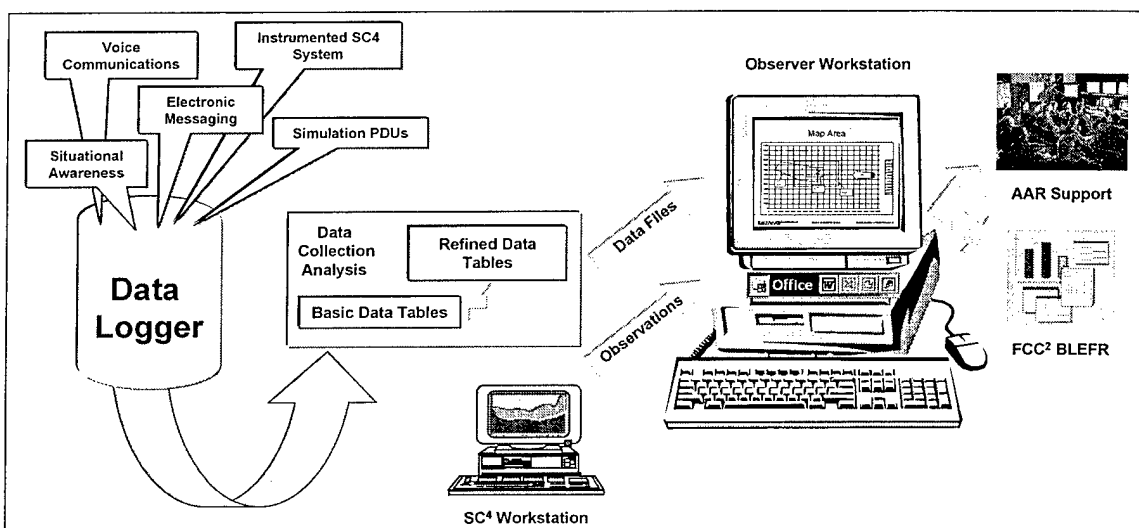 Voice
Communications
Instrumented SC4
System
Electronic
Messaging
Simulation PDUs
Situational
Awareness
Data
Logger
Data
Collection
Analysis
Refined Data
Tables
Basic Data Tables
Data Files
Observations
SC⁴ Workstation
Observer Workstation
Map Area
Office
AAR Support
FCC² BLEFR